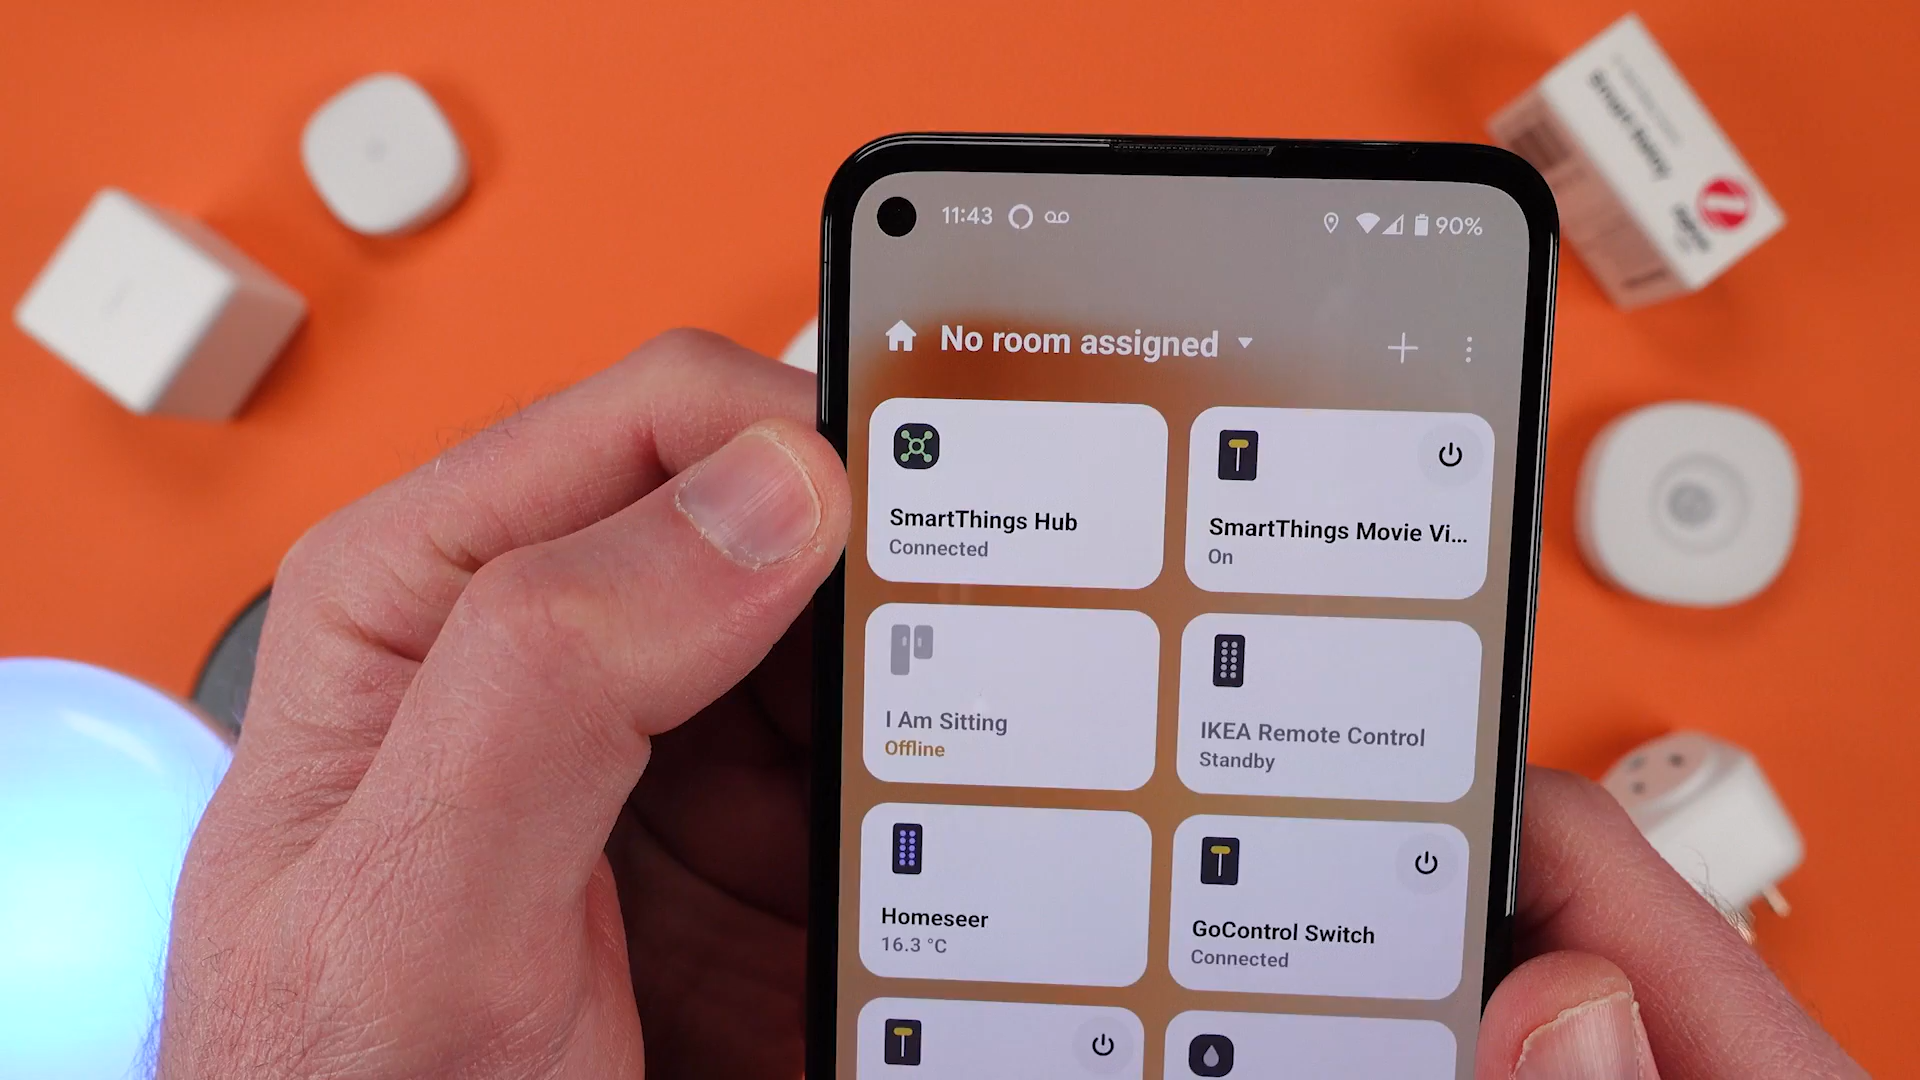 11:43
90%
No room assigned
SmartThings Hub
Connected
SmartThings Movie Vi...
On
I Am Sitting
Offline
IKEA Remote Control
Standby
Homeseer
16.3 °C
GoControl Switch
Connected